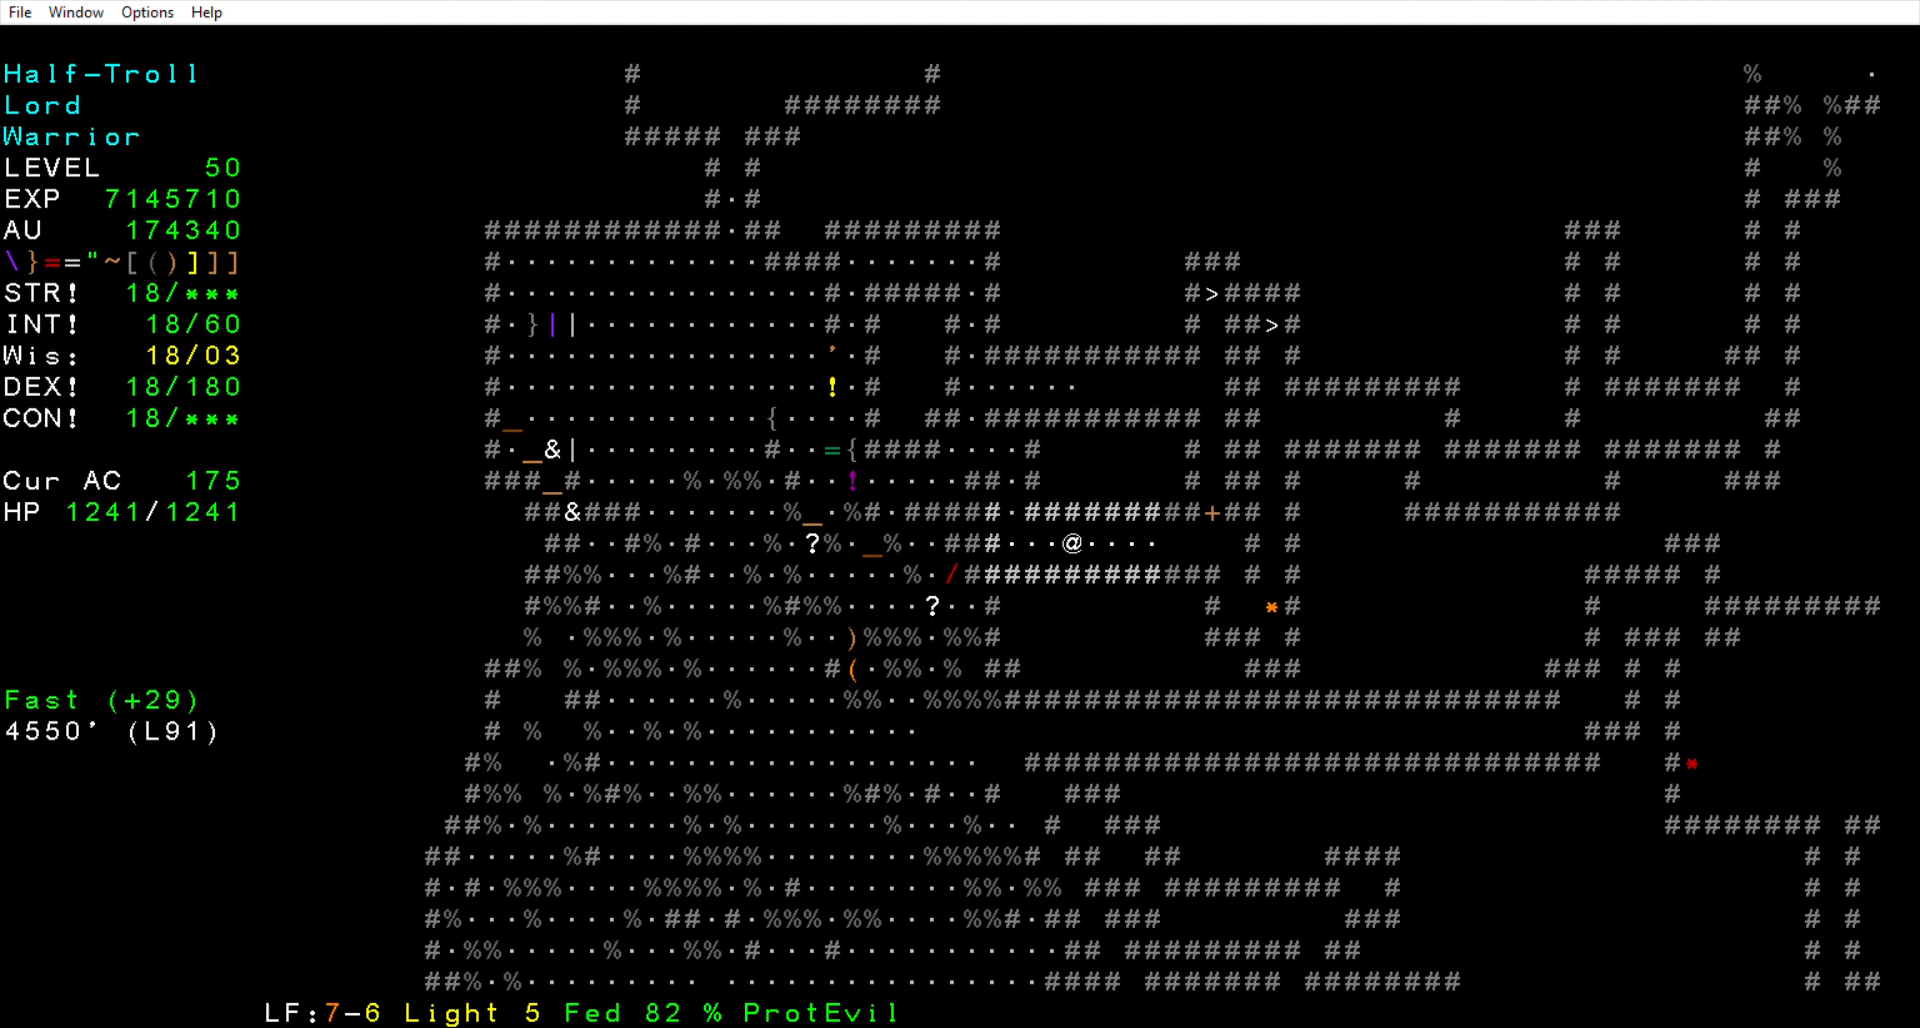 File Window Options Help
Half-Troll
Lord
Warrior
LEVEL 50
EXP 7145710
AU 174340
\}=="~[()]]]
STR! 18/***
INT! 18/60
Wis: 18/03
DEX! 18/180
CON! 18/***
Cur AC 175
HP 1241/1241
Fast (+29)
4550' (L91)
LF:7-6 Light 5 Fed 82 % ProtEvil